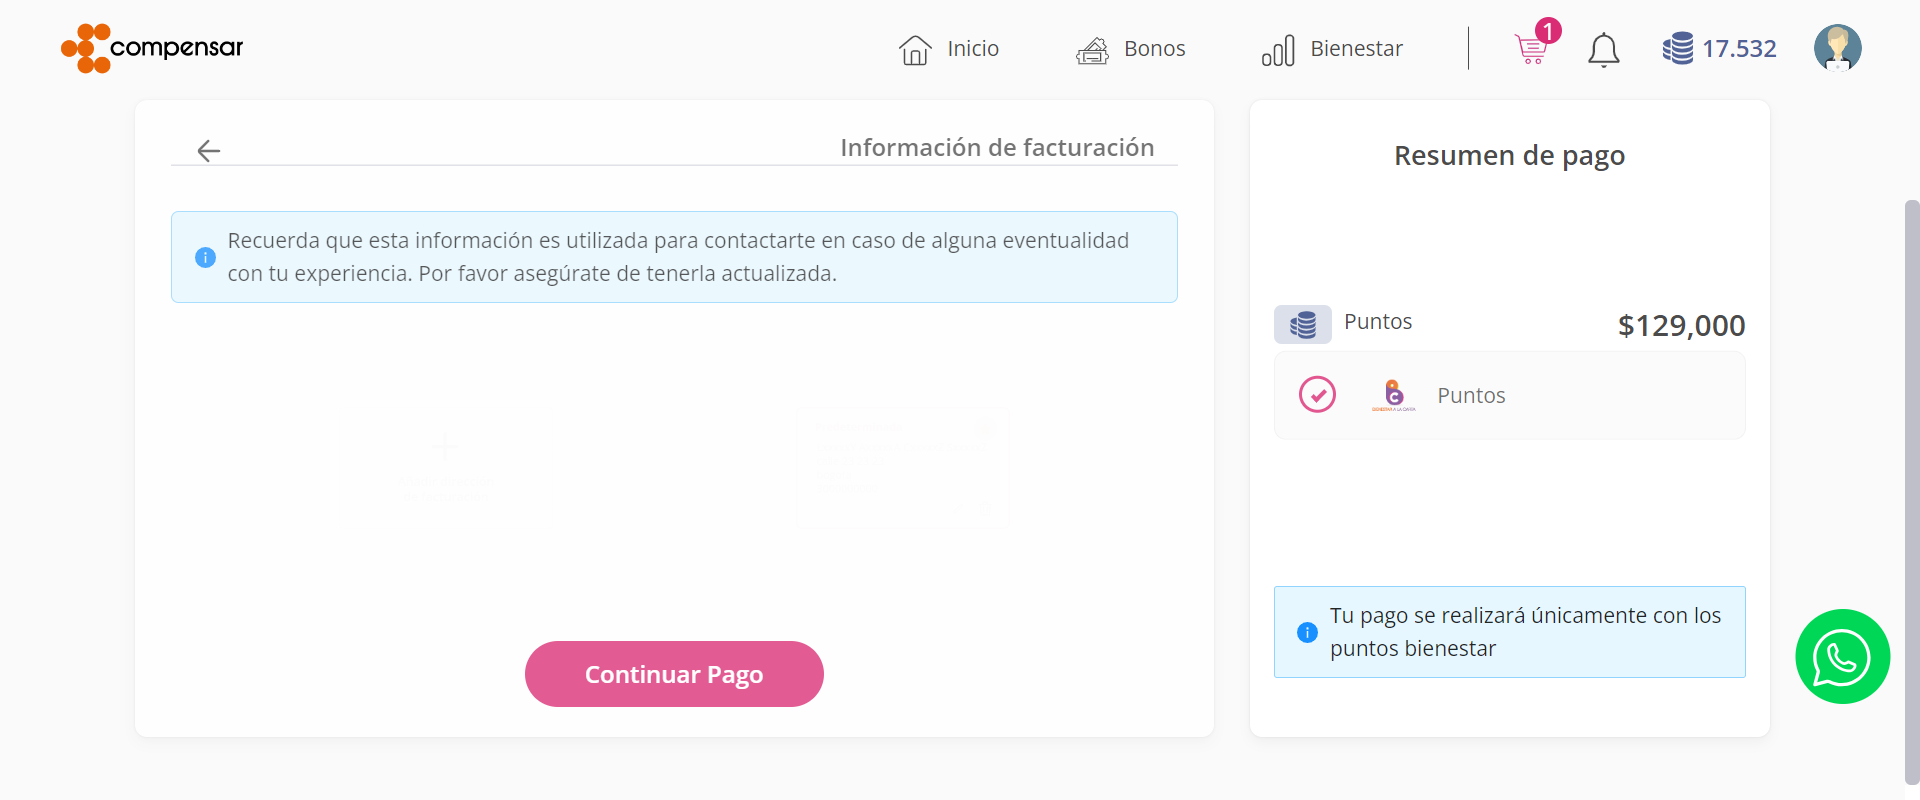 compensar
Inicio
Bonos
Bienestar
1
17.532
Información de facturación
Recuerda que esta información es utilizada para contactarte en caso de alguna eventualidad
con tu experiencia. Por favor asegúrate de tenerla actualizada.
Continuar Pago
Resumen de pago
Puntos
$129,000
Puntos
Tu pago se realizará únicamente con los
puntos bienestar